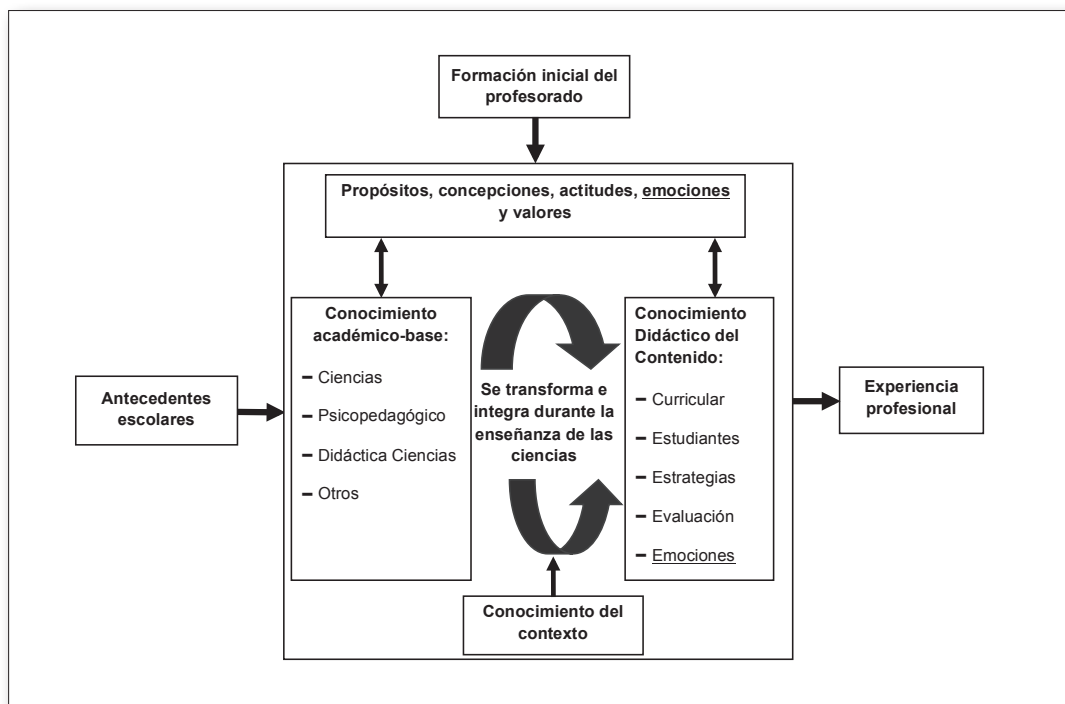 Formación inicial del
profesorado
Propósitos, concepciones, actitudes, emociones
y valores
Conocimiento
académico-base:
– Ciencias
– Psicopedagógico
– Didáctica Ciencias
– Otros
Se transforma e
integra durante la
enseñanza de las
ciencias
Conocimiento
Didáctico del
Contenido:
– Curricular
– Estudiantes
– Estrategias
– Evaluación
– Emociones
Antecedentes
escolares
Experiencia
profesional
Conocimiento del
contexto